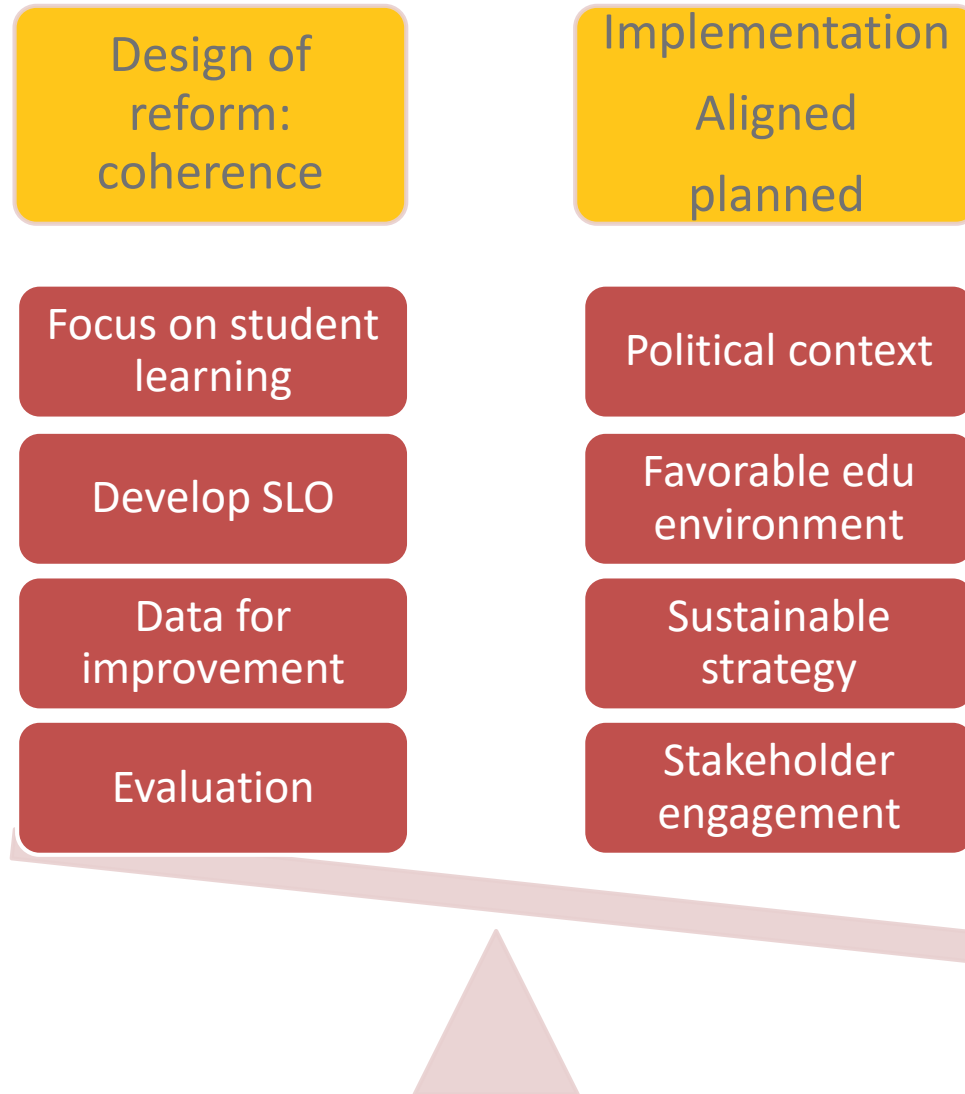 Design of
reform:
coherence
Focus on student
learning
Develop SLO
Data for
improvement
Evaluation
Implementation
Aligned
planned
Political context
Favorable edu
environment
Sustainable
strategy
Stakeholder
engagement